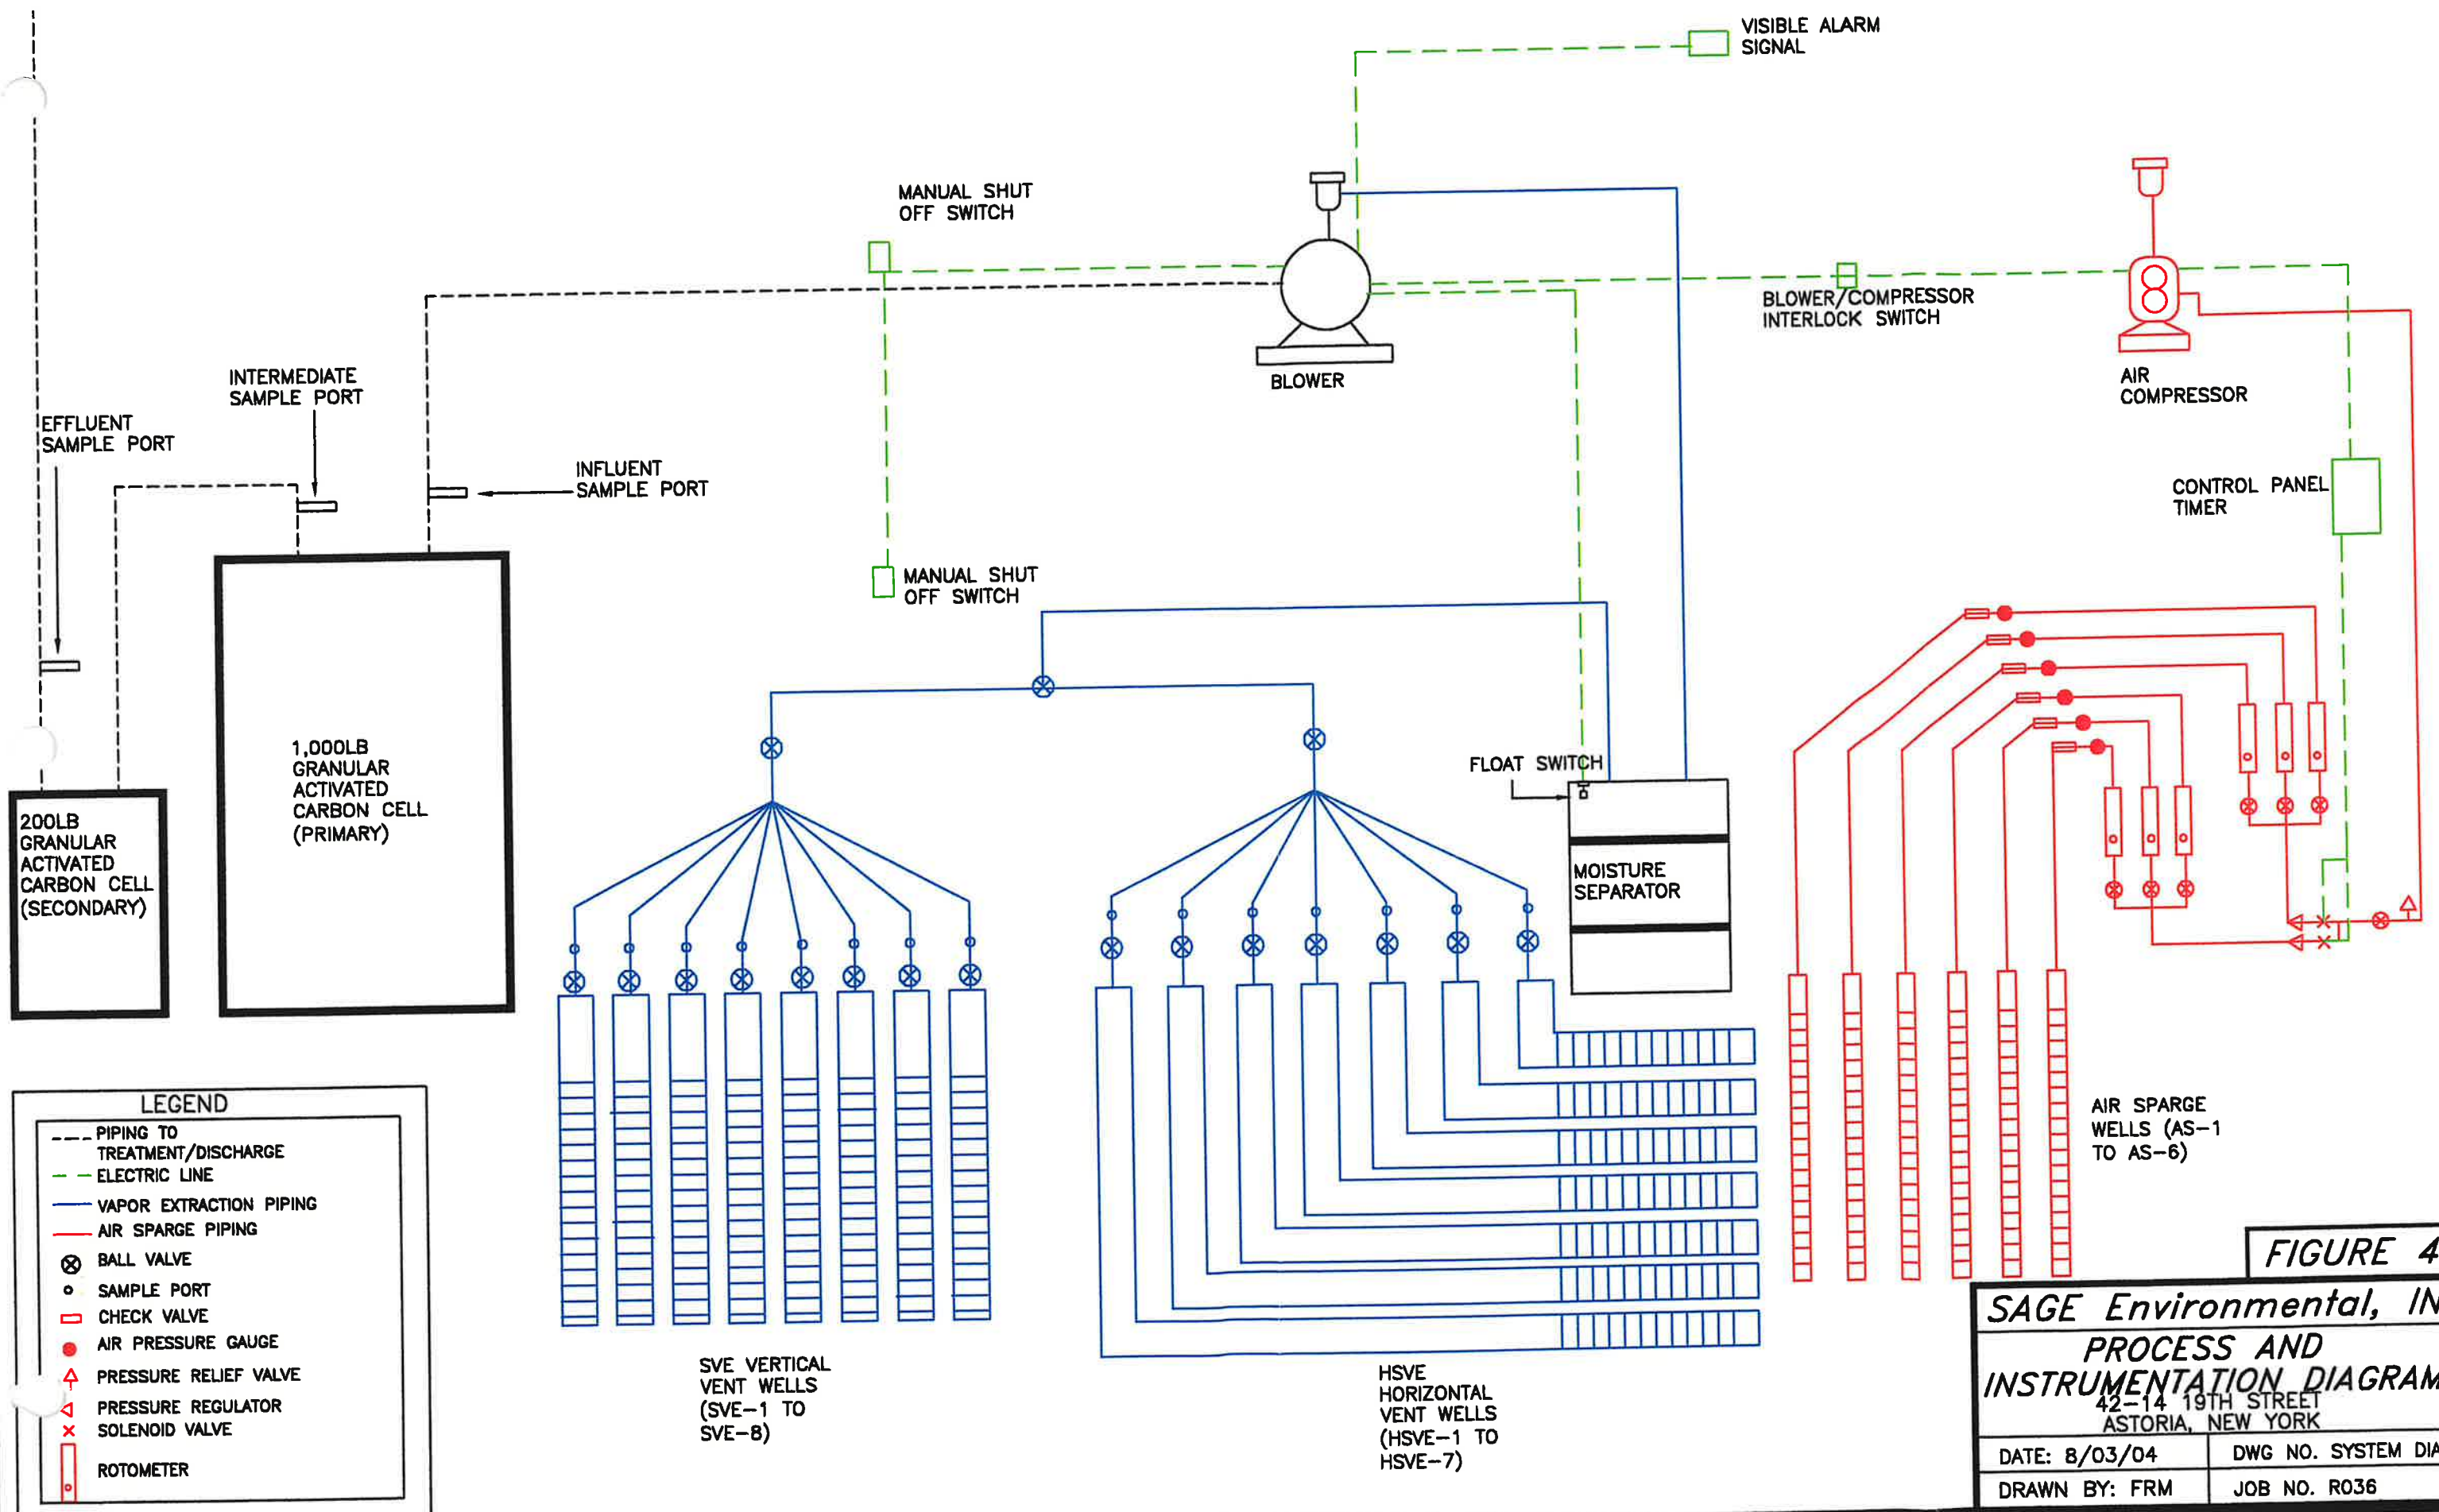 VISIBLE ALARM
SIGNAL
MANUAL SHUT
OFF SWITCH
BLOWER/COMPRESSOR
INTERLOCK SWITCH
BLOWER
AIR
COMPRESSOR
INTERMEDIATE
SAMPLE PORT
EFFLUENT
SAMPLE PORT
INFLUENT
SAMPLE PORT
CONTROL PANEL
TIMER
MANUAL SHUT
OFF SWITCH
1,000LB
GRANULAR
ACTIVATED
CARBON CELL
(PRIMARY)
FLOAT SWITCH
200LB
GRANULAR
ACTIVATED
CARBON CELL
(SECONDARY)
MOISTURE
SEPARATOR
AIR SPARGE
WELLS (AS-1
TO AS-6)
LEGEND
PIPING TO
TREATMENT/DISCHARGE
ELECTRIC LINE
VAPOR EXTRACTION PIPING
AIR SPARGE PIPING
BALL VALVE
SAMPLE PORT
CHECK VALVE
AIR PRESSURE GAUGE
PRESSURE RELIEF VALVE
PRESSURE REGULATOR
SOLENOID VALVE
ROTOMETER
SVE VERTICAL
VENT WELLS
(SVE-1 TO
SVE-8)
HSVE
HORIZONTAL
VENT WELLS
(HSVE-1 TO
HSVE-7)
FIGURE 4
SAGE Environmental, IN
PROCESS AND
INSTRUMENTATION DIAGRAM
42-14 19TH STREET
ASTORIA, NEW YORK
DATE: 8/03/04
DWG NO. SYSTEM DIA
DRAWN BY: FRM
JOB NO. R036